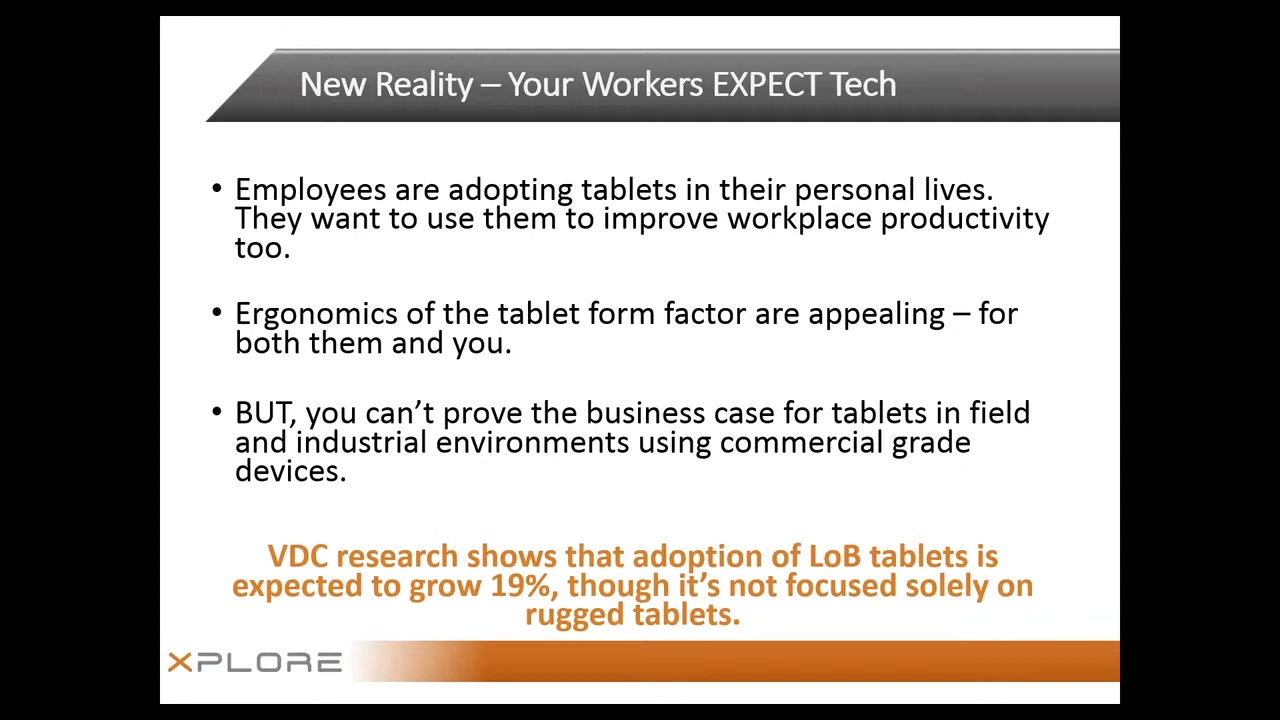 New Reality – Your Workers EXPECT Tech
• Employees are adopting tablets in their personal lives.
They want to use them to improve workplace productivity
too.
• Ergonomics of the tablet form factor are appealing – for
both them and you.
• BUT, you can’t prove the business case for tablets in field
and industrial environments using commercial grade
devices.
VDC research shows that adoption of LoB tablets is
expected to grow 19%, though it’s not focused solely on
rugged tablets.
XPLORE